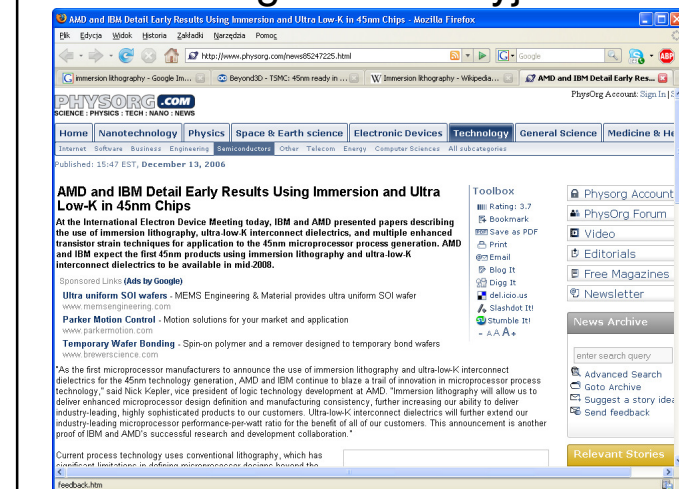 AMD and IBM Detail Early Results Using Immersion and Ultra Low-K in 45nm Chips - Mozilla Firefox
Plik Edycja Widok Historia Zakładki Narzędzia Pomoc
http://www.physorg.com/news85247225.html
Google
ABP
immersion lithography - Google Im...
Beyond3D - TSMC: 45nm ready in ...
Immersion lithography - Wikipedia...
AMD and IBM Detail Early Res...
PHYSORG.COM
SCIENCE : PHYSICS : TECH : NANO : NEWS
PhysOrg Account: Sign In |
Home Nanotechnology Physics Space & Earth science Electronic Devices Technology General Science Medicine & He
Internet Software Business Engineering Semiconductors Other Telecom Energy Computer Sciences All subcategories
Published: 15:47 EST, December 13, 2006
AMD and IBM Detail Early Results Using Immersion and Ultra
Low-K in 45nm Chips
At the International Electron Device Meeting today, IBM and AMD presented papers describing
the use of immersion lithography, ultra-low-K interconnect dielectrics, and multiple enhanced
transistor strain techniques for application to the 45nm microprocessor process generation. AMD
and IBM expect the first 45nm products using immersion lithography and ultra-low-K
interconnect dielectrics to be available in mid-2008.
Sponsored Links (Ads by Google)
Ultra uniform SOI wafers - MEMS Engineering & Material provides ultra uniform SOI wafer
www.memsengineering.com
Parker Motion Control - Motion solutions for your market and application
www.parkermotion.com
Temporary Wafer Bonding - Spin-on polymer and a remover designed to temporary bond wafers
www.brewerscience.com
"As the first microprocessor manufacturers to announce the use of immersion lithography and ultra-low-K interconnect
dielectrics for the 45nm technology generation, AMD and IBM continue to blaze a trail of innovation in microprocessor process
technology," said Nick Kepler, vice president of logic technology development at AMD. "Immersion lithography will allow us to
deliver enhanced microprocessor design definition and manufacturing consistency, further increasing our ability to deliver
industry-leading, highly sophisticated products to our customers. Ultra-low-K interconnect dielectrics will further extend our
industry-leading microprocessor performance-per-watt ratio for the benefit of all of our customers. This announcement is another
proof of IBM and AMD's successful research and development collaboration."
Current process technology uses conventional lithography, which has
significant limitations in defining microprocessor designs beyond the
Toolbox
Rating: 3.7
Bookmark
Save as PDF
Print
Email
Blog It
Digg It
del.icio.us
Slashdot It!
Stumble It!
- A A A +
Physorg Account
PhysOrg Forum
Video
Editorials
Free Magazines
Newsletter
News Archive
enter search query
Advanced Search
Goto Archive
Suggest a story idea
Send feedback
Relevant Stories
feedback.htm